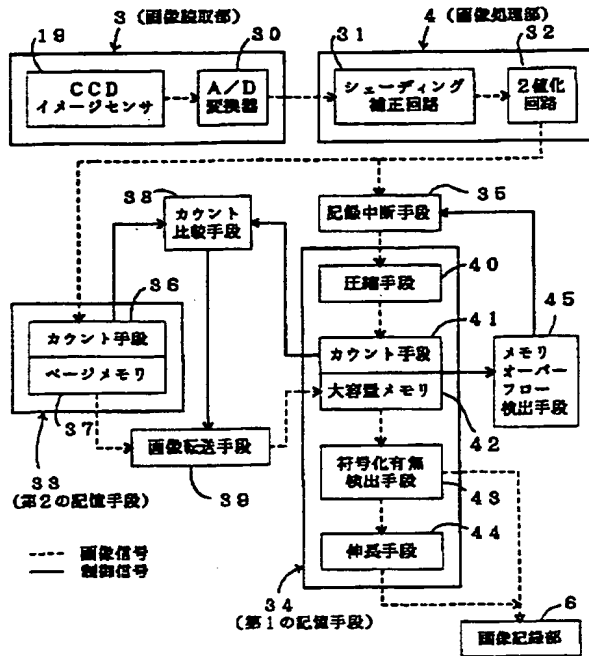 3 (画像読取部)
4 (画像処理部)
19
30
31
32
CCD
イメージセンサ
A/D
変換器
シェーディング
補正回路
2値化
回路
38
カウント
比較手段
35
記録中断手段
40
圧縮手段
36
カウント手段
ページメモリ
37
33
(第2の記憶手段)
41
カウント手段
大容量メモリ
42
45
メモリ
オーバー
フロー
検出手段
画像転送手段
39
符号化有無
検出手段
43
44
伸長手段
画像信号
制御信号
34
(第1の記憶手段)
6
画像記録部